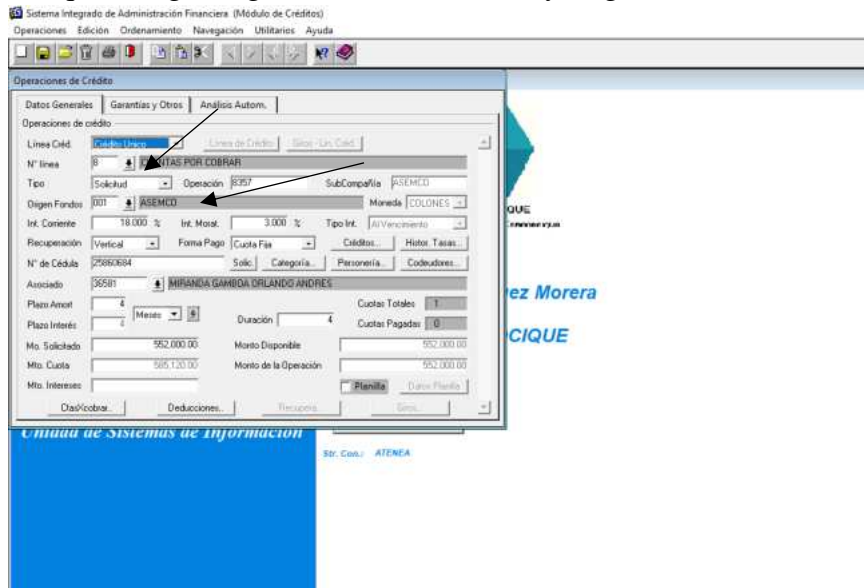 Sistema Integrado de Administración Financiera (Módulo de Créditos)
Operaciones Edición Ordenamiento Navegación Utilitarios Ayuda
Operaciones de Crédito
Datos Generales Garantías y Otros Análisis Autom.
Operaciones de crédito
Línea Créd. Crédito Unico Línea de Crédito Giros - Lín. Créd.
N° línea 8 CUENTAS POR COBRAR
Tipo Solicitud Operación 8357 SubCompañía ASEMCO
Origen Fondos 001 ASEMCO Moneda COLONES
Int. Corriente 18.000 % Int. Morat. 3.000 % Tipo Int. Al Vencimiento
Recuperación Vertical Forma Pago Cuota Fija Créditos... Histor. Tasas...
N° de Cédula 25860684 Solic. Categoría... Personería... Codeudores...
Asociado 36581 MIRANDA GAMBOA ORLANDO ANDRES
Plazo Amort 4 Meses Cuotas Totales 1
Plazo Interés 4 Duración 4 Cuotas Pagadas 0
Mo. Solicitado 552,000.00 Monto Disponible 552,000.00
Mto. Cuota 585,120.00 Monto de la Operación 552,000.00
Mto. Intereses Planilla Datos Planilla
CtasXcobrar... Deducciones... Recupera... Giros...
QUE
ez Morera
OCIQUE
Unidad de Sistemas de Información
Str. Con.: ATENEA